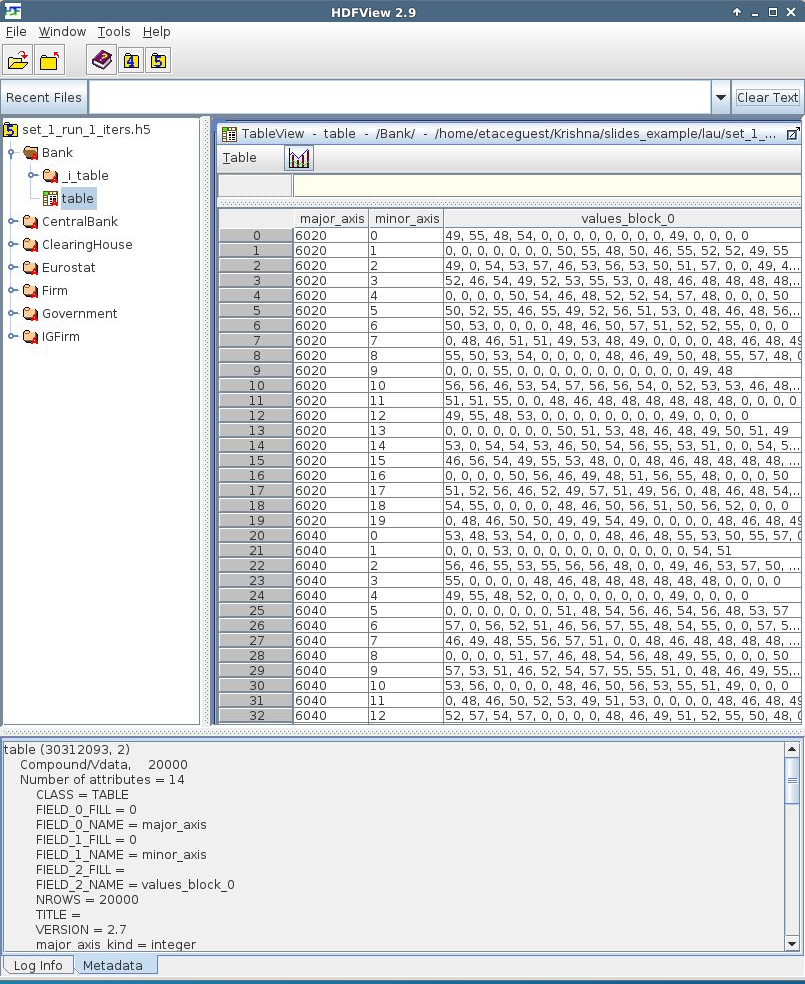 HDFView 2.9
File Window Tools Help
Recent Files Clear Text
set_1_run_1_iters.h5
Bank
_i_table
table
CentralBank
ClearingHouse
Eurostat
Firm
Government
IGFirm
TableView - table - /Bank/ - /home/etaceguest/Krishna/slides_example/lau/set_1_...
Table
major_axis minor_axis values_block_0
0 6020 0 49, 55, 48, 54, 0, 0, 0, 0, 0, 0, 0, 0, 49, 0, 0, 0, 0
1 6020 1 0, 0, 0, 0, 0, 0, 0, 50, 55, 48, 50, 46, 55, 52, 52, 49, 55
2 6020 2 49, 0, 54, 53, 57, 46, 53, 56, 53, 50, 51, 57, 0, 0, 49, 4...
3 6020 3 52, 46, 54, 49, 52, 53, 55, 53, 0, 48, 46, 48, 48, 48, 48,...
4 6020 4 0, 0, 0, 0, 50, 54, 46, 48, 52, 52, 54, 57, 48, 0, 0, 0, 50
5 6020 5 50, 52, 55, 46, 55, 49, 52, 56, 51, 53, 0, 48, 46, 48, 56,...
6 6020 6 50, 53, 0, 0, 0, 0, 48, 46, 50, 57, 51, 52, 52, 55, 0, 0, 0
7 6020 7 0, 48, 46, 51, 51, 49, 53, 48, 49, 0, 0, 0, 0, 48, 46, 48, 49
8 6020 8 55, 50, 53, 54, 0, 0, 0, 0, 48, 46, 49, 50, 48, 55, 57, 48, 0
9 6020 9 0, 0, 0, 55, 0, 0, 0, 0, 0, 0, 0, 0, 0, 0, 0, 49, 48
10 6020 10 56, 56, 46, 53, 54, 57, 56, 56, 54, 0, 52, 53, 53, 46, 48,...
11 6020 11 51, 51, 55, 0, 0, 48, 46, 48, 48, 48, 48, 48, 48, 0, 0, 0, 0
12 6020 12 49, 55, 48, 53, 0, 0, 0, 0, 0, 0, 0, 0, 49, 0, 0, 0, 0
13 6020 13 0, 0, 0, 0, 0, 0, 0, 50, 51, 53, 48, 46, 48, 49, 50, 51, 49
14 6020 14 53, 0, 54, 54, 53, 46, 50, 54, 56, 55, 53, 51, 0, 0, 54, 5...
15 6020 15 46, 56, 54, 49, 55, 53, 48, 0, 0, 48, 46, 48, 48, 48, 48, ...
16 6020 16 0, 0, 0, 0, 50, 56, 46, 49, 48, 51, 56, 55, 48, 0, 0, 0, 50
17 6020 17 51, 52, 56, 46, 52, 49, 57, 51, 49, 56, 0, 48, 46, 48, 54,...
18 6020 18 54, 55, 0, 0, 0, 0, 48, 46, 50, 56, 51, 50, 56, 52, 0, 0, 0
19 6020 19 0, 48, 46, 50, 50, 49, 49, 54, 49, 0, 0, 0, 0, 48, 46, 48, 49
20 6040 0 53, 48, 53, 54, 0, 0, 0, 0, 48, 46, 48, 55, 53, 50, 55, 57, 0
21 6040 1 0, 0, 0, 53, 0, 0, 0, 0, 0, 0, 0, 0, 0, 0, 0, 54, 51
22 6040 2 56, 46, 55, 53, 55, 56, 56, 48, 0, 0, 49, 46, 53, 57, 50, ...
23 6040 3 55, 0, 0, 0, 0, 48, 46, 48, 48, 48, 48, 48, 48, 0, 0, 0, 0
24 6040 4 49, 55, 48, 52, 0, 0, 0, 0, 0, 0, 0, 0, 49, 0, 0, 0, 0
25 6040 5 0, 0, 0, 0, 0, 0, 0, 51, 48, 54, 56, 46, 54, 56, 48, 53, 57
26 6040 6 57, 0, 56, 52, 51, 46, 56, 57, 55, 48, 54, 55, 0, 0, 57, 5...
27 6040 7 46, 49, 48, 55, 56, 57, 51, 0, 0, 48, 46, 48, 48, 48, 48, ...
28 6040 8 0, 0, 0, 0, 51, 57, 46, 48, 54, 56, 48, 49, 55, 0, 0, 0, 50
29 6040 9 57, 53, 51, 46, 52, 54, 57, 55, 55, 51, 0, 48, 46, 48, 55,...
30 6040 10 53, 56, 0, 0, 0, 0, 48, 46, 50, 56, 53, 55, 51, 49, 0, 0, 0
31 6040 11 0, 48, 46, 50, 52, 53, 49, 51, 53, 0, 0, 0, 0, 48, 46, 48, 49
32 6040 12 52, 57, 54, 57, 0, 0, 0, 0, 48, 46, 49, 51, 52, 55, 50, 48, 0
table (30312093, 2)
Compound/Vdata, 20000
Number of attributes = 14
CLASS = TABLE
FIELD_0_FILL = 0
FIELD_0_NAME = major_axis
FIELD_1_FILL = 0
FIELD_1_NAME = minor_axis
FIELD_2_FILL =
FIELD_2_NAME = values_block_0
NROWS = 20000
TITLE =
VERSION = 2.7
major_axis_kind = integer
Log Info Metadata